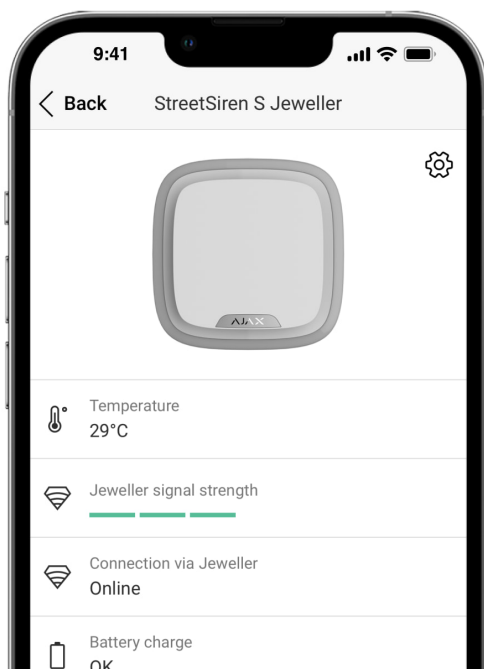 9:41
Back
StreetSiren S Jeweller
AJAX
Temperature
29°C
Jeweller signal strength
Connection via Jeweller
Online
Battery charge
OK